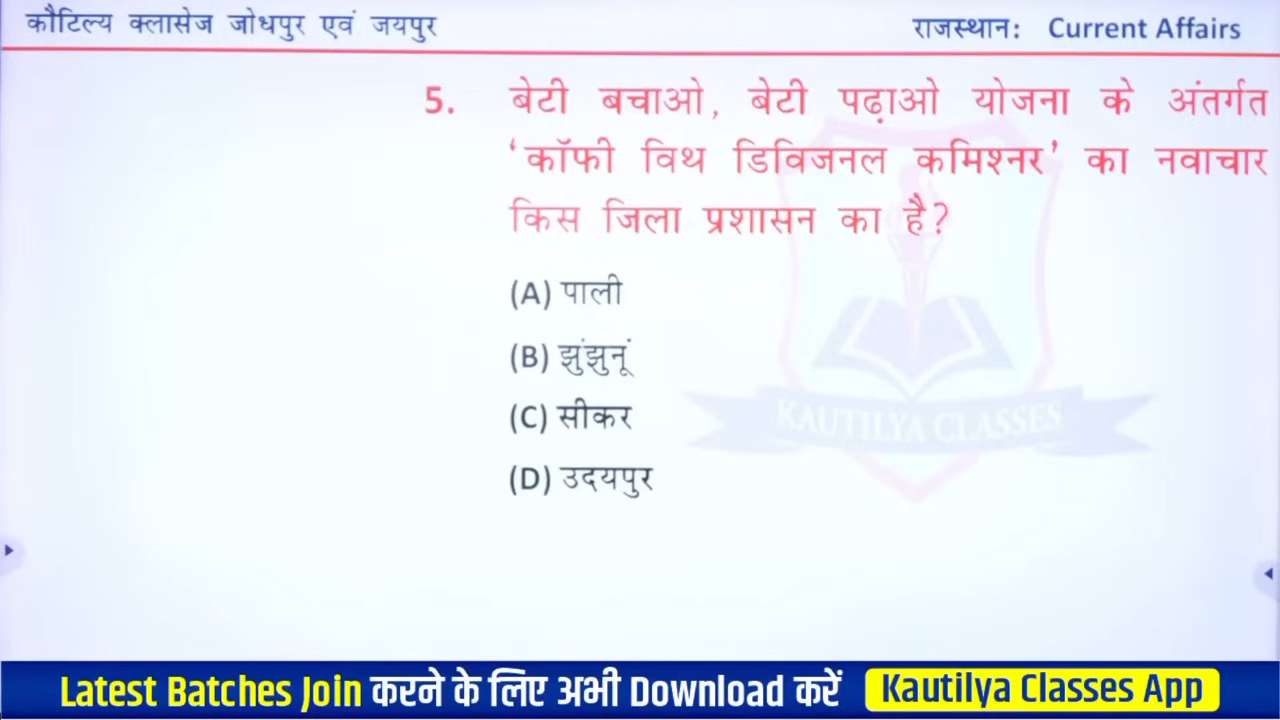 कौटिल्य क्लासेज जोधपुर एवं जयपुर
राजस्थान: Current Affairs
5. बेटी बचाओ, बेटी पढ़ाओ योजना के अंतर्गत
'कॉफी विथ डिविजनल कमिश्नर' का नवाचार
किस जिला प्रशासन का है?
(A) पाली
(B) झुंझुनूं
(C) सीकर
(D) उदयपुर
KAUTILYA CLASSES
Latest Batches Join करने के लिए अभी Download करें Kautilya Classes App